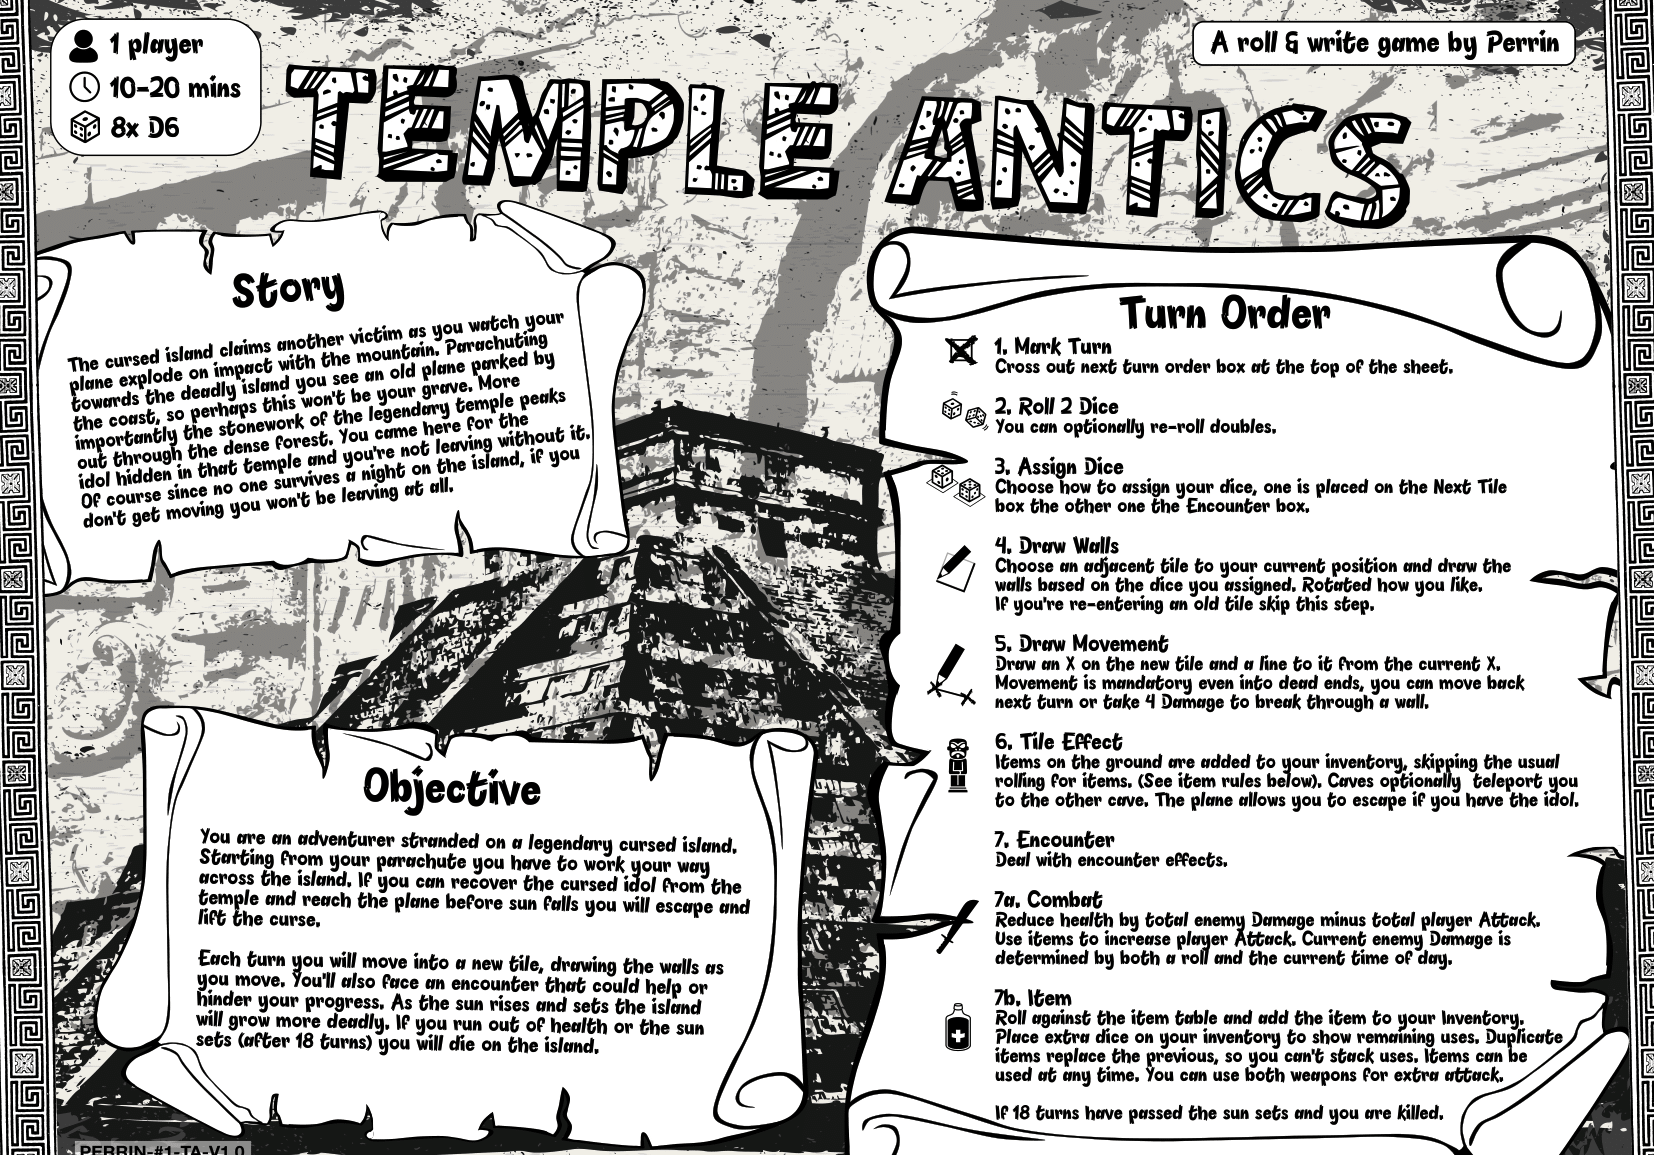 1 player
10-20 mins
8x D6
A roll & write game by Perrin
TEMPLE ANTICS
Story
The cursed island claims another victim as you watch your
plane explode on impact with the mountain. Parachuting
towards the deadly island you see an old plane parked by
the coast, so perhaps this won't be your grave. More
importantly the stonework of the legendary temple peaks
out through the dense forest. You came here for the
idol hidden in that temple and you're not leaving without it.
Of course since no one survives a night on the island, if you
don't get moving you won't be leaving at all.
Objective
You are an adventurer stranded on a legendary cursed island.
Starting from your parachute you have to work your way
across the island. If you can recover the cursed idol from the
temple and reach the plane before sun falls you will escape and
lift the curse.
Each turn you will move into a new tile, drawing the walls as
you move. You'll also face an encounter that could help or
hinder your progress. As the sun rises and sets the island
will grow more deadly. If you run out of health or the sun
sets (after 18 turns) you will die on the island.
PERRIN-#1-TA-V1.0
Turn Order
1. Mark Turn
Cross out next turn order box at the top of the sheet.
2. Roll 2 Dice
You can optionally re-roll doubles.
3. Assign Dice
Choose how to assign your dice, one is placed on the Next Tile
box the other one the Encounter box.
4. Draw Walls
Choose an adjacent tile to your current position and draw the
walls based on the dice you assigned. Rotated how you like.
If you're re-entering an old tile skip this step.
5. Draw Movement
Draw an X on the new tile and a line to it from the current X.
Movement is mandatory even into dead ends, you can move back
next turn or take 4 Damage to break through a wall.
6. Tile Effect
Items on the ground are added to your inventory, skipping the usual
rolling for items. (See item rules below). Caves optionally teleport you
to the other cave. The plane allows you to escape if you have the idol.
7. Encounter
Deal with encounter effects.
7a. Combat
Reduce health by total enemy Damage minus total player Attack.
Use items to increase player Attack. Current enemy Damage is
determined by both a roll and the current time of day.
7b. Item
Roll against the item table and add the item to your Inventory.
Place extra dice on your inventory to show remaining uses. Duplicate
items replace the previous, so you can't stack uses. Items can be
used at any time. You can use both weapons for extra attack.
If 18 turns have passed the sun sets and you are killed.